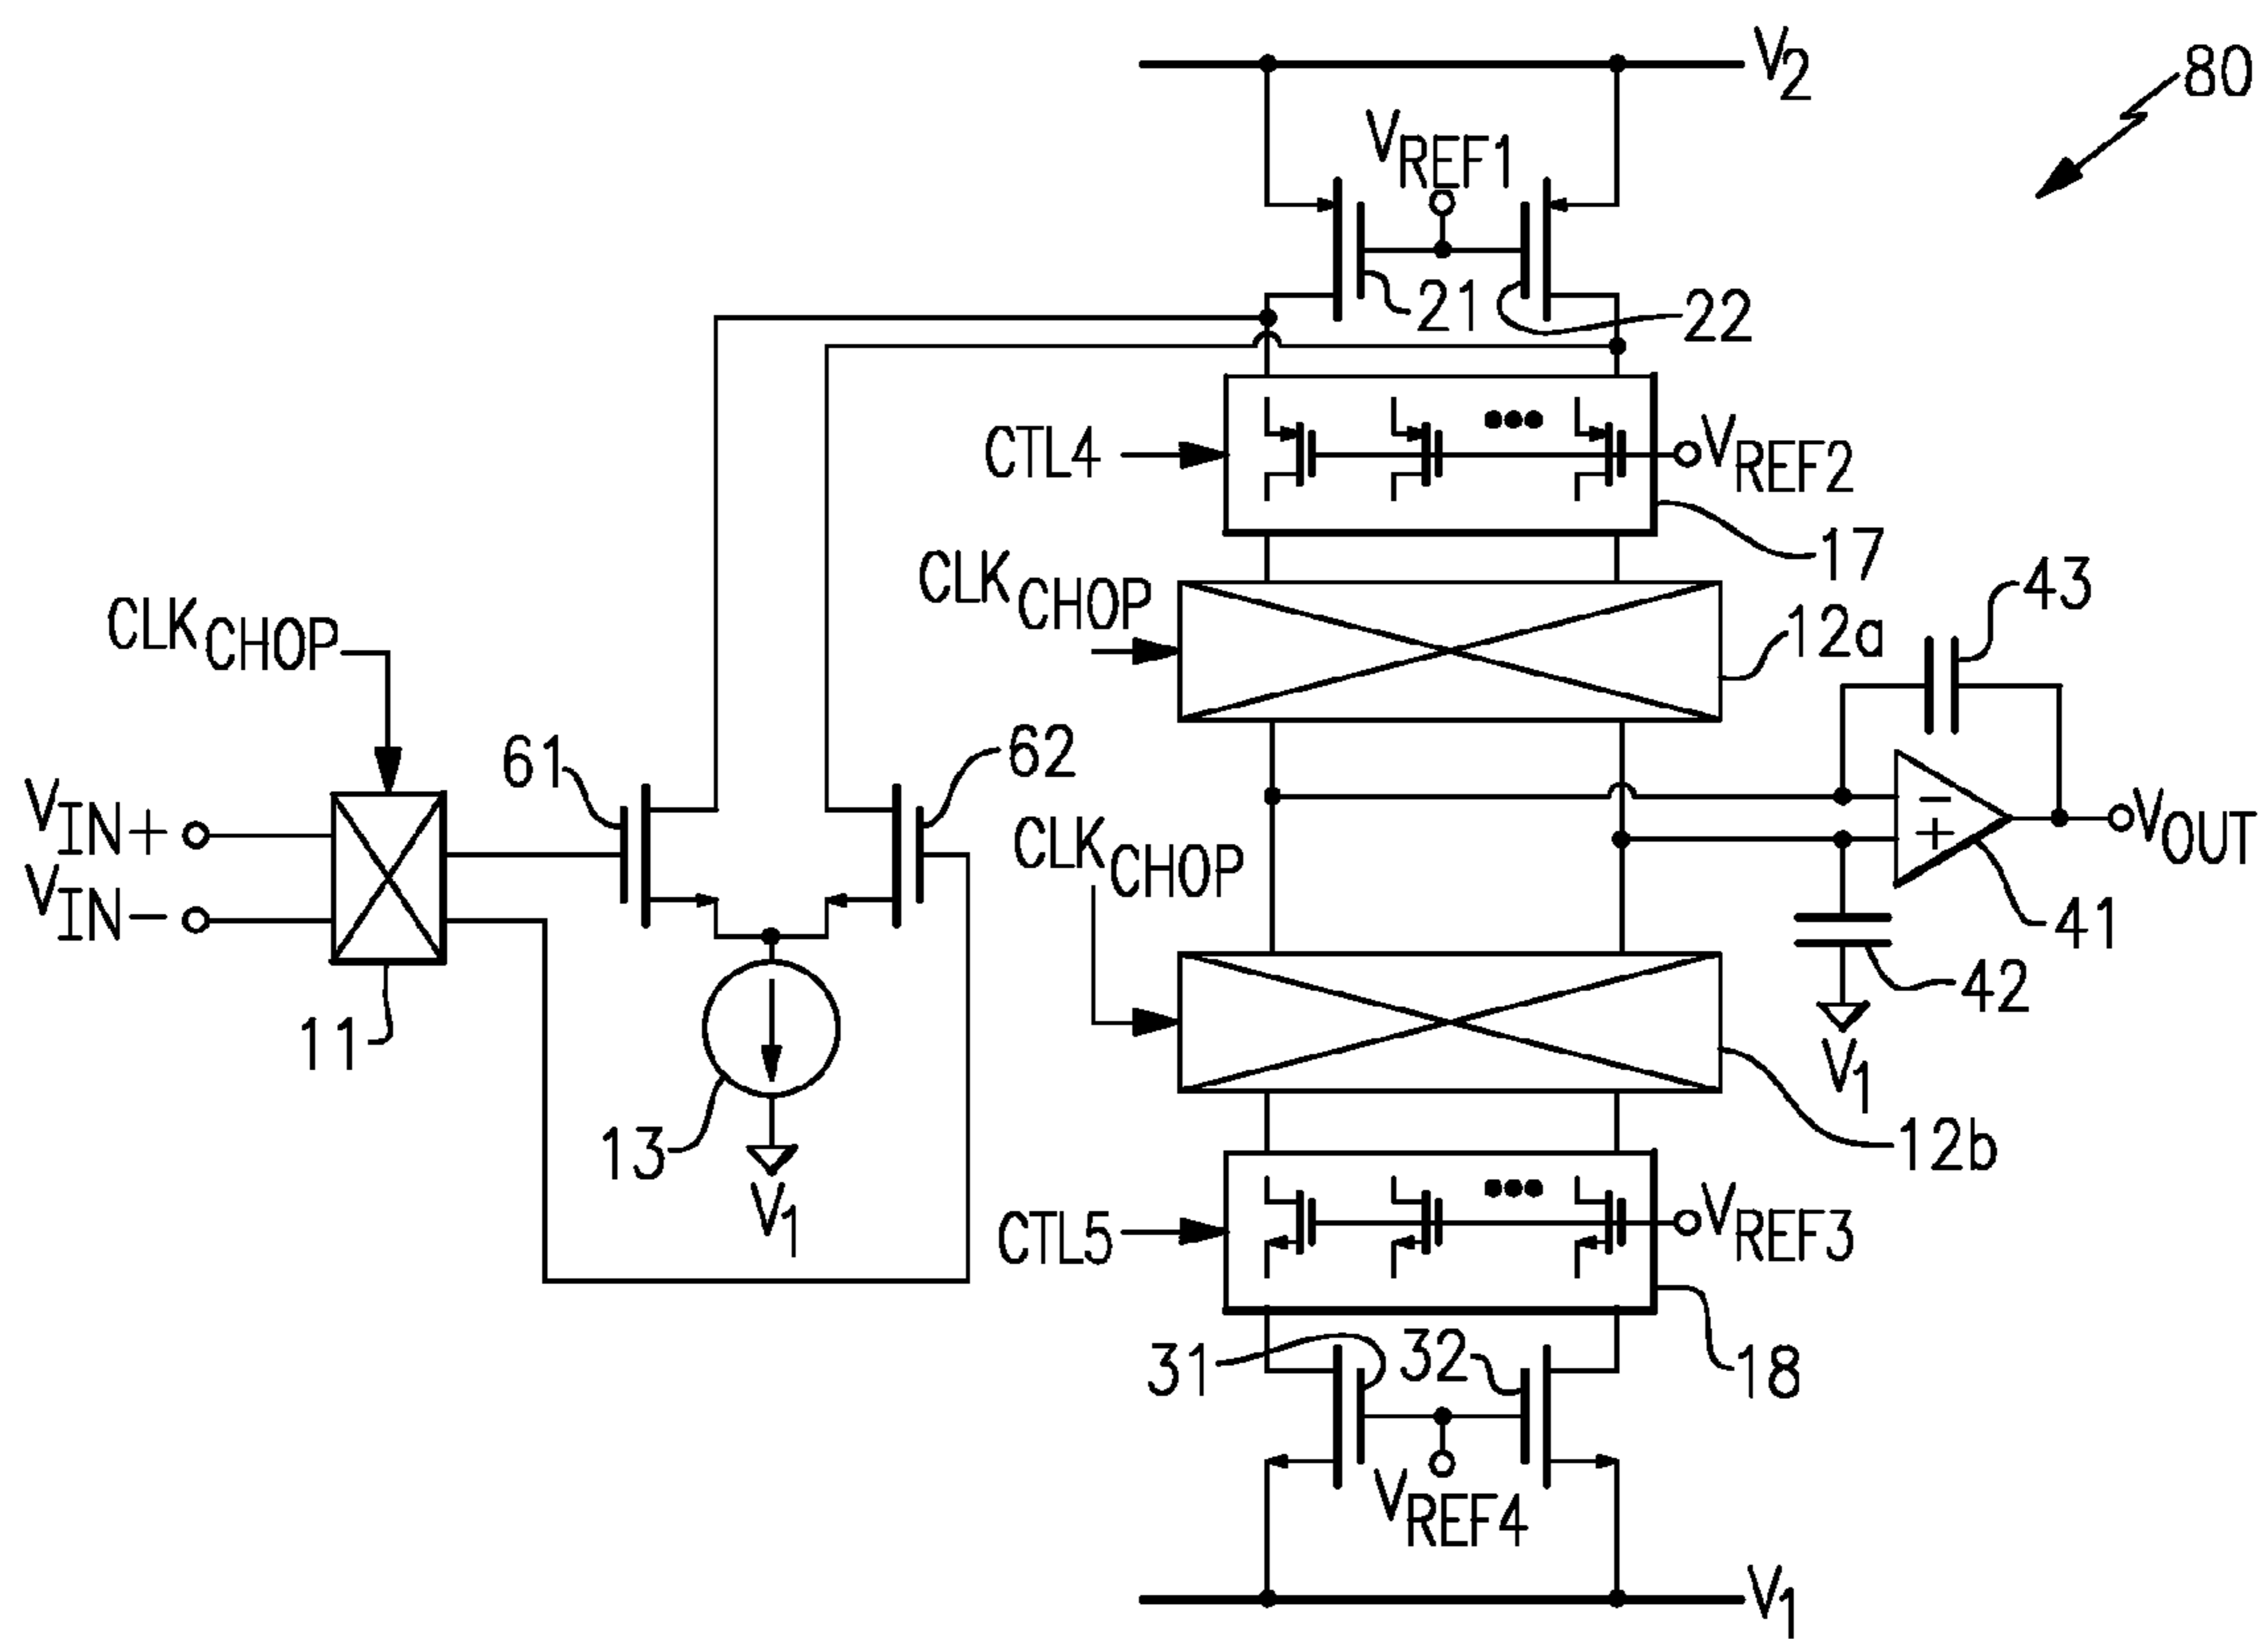 V2
80
VREF1
21
22
CTL4
VREF2
17
CLKCHOP
12a
43
CLKCHOP
61
62
VIN+
VIN-
CLKCHOP
−
+
VOUT
41
42
V1
11
13
V1
12b
CTL5
VREF3
18
31
32
VREF4
V1